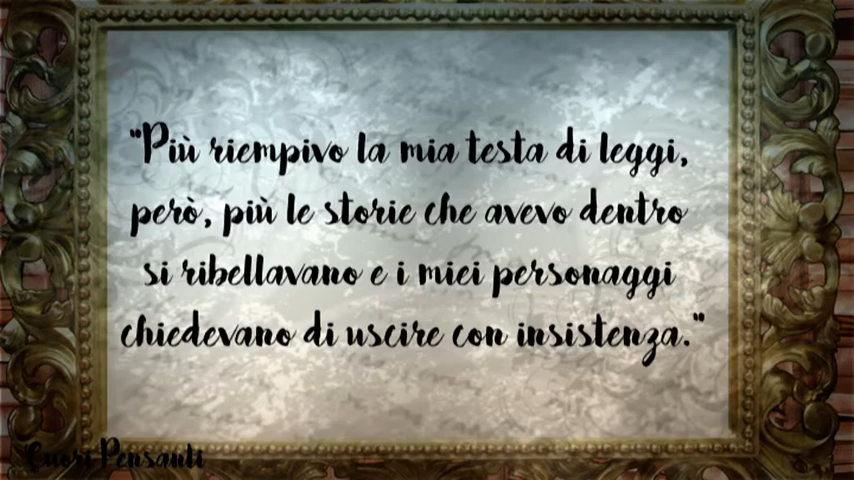 "Più riempivo la mia testa di leggi,
però, più le storie che avevo dentro
si ribellavano e i miei personaggi
chiedevano di uscire con insistenza."
Cuori Pensanti